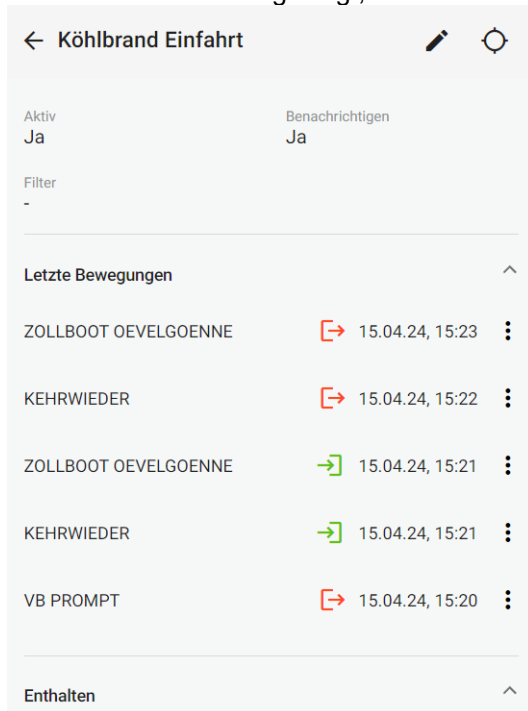 Köhlbrand Einfahrt
Aktiv Benachrichtigen
Ja Ja
Filter
-
Letzte Bewegungen
ZOLLBOOT OEVELGOENNE 15.04.24, 15:23
KEHRWIEDER 15.04.24, 15:22
ZOLLBOOT OEVELGOENNE 15.04.24, 15:21
KEHRWIEDER 15.04.24, 15:21
VB PROMPT 15.04.24, 15:20
Enthalten